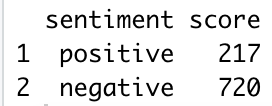 sentiment score
1 positive 217
2 negative 720